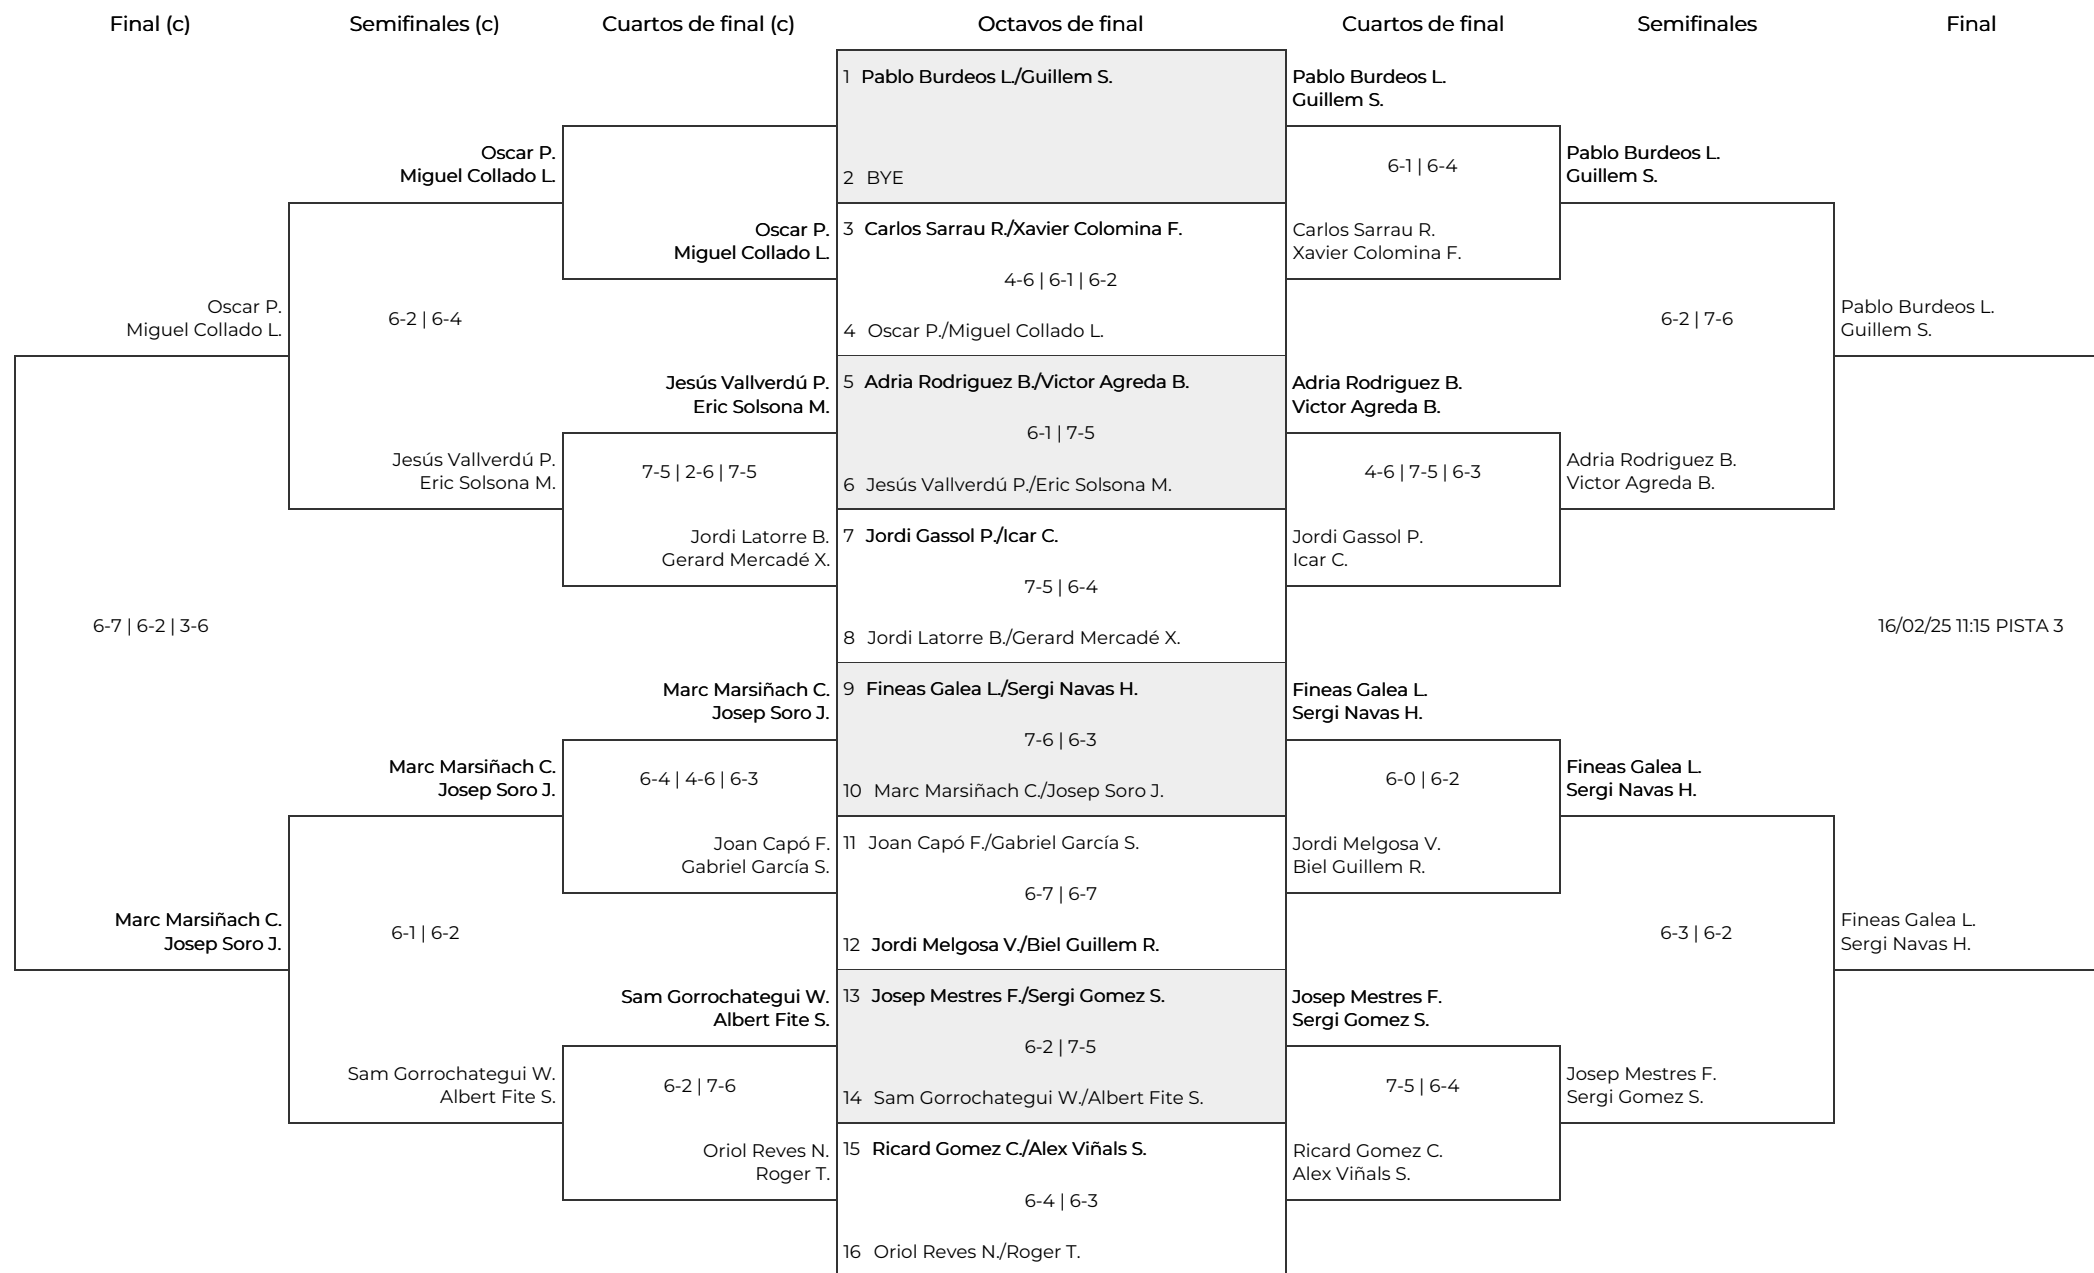 Final (c) Semifinales (c) Cuartos de final (c) Octavos de final Cuartos de final Semifinales Final
1 Pablo Burdeos L./Guillem S. Pablo Burdeos L.
Guillem S.
Oscar P. Pablo Burdeos L.
6-1 | 6-4
Miguel Collado L. 2 BYE Guillem S.
Oscar P. 3 Carlos Sarrau R./Xavier Colomina F. Carlos Sarrau R.
Miguel Collado L. Xavier Colomina F.
4-6 | 6-1 | 6-2
Oscar P. Pablo Burdeos L.
6-2 | 6-4 6-2 | 7-6
Miguel Collado L. 4 Oscar P./Miguel Collado L. Guillem S.
Jesús Vallverdú P. 5 Adria Rodriguez B./Victor Agreda B. Adria Rodriguez B.
Eric Solsona M. Victor Agreda B.
6-1 | 7-5
Jesús Vallverdú P. Adria Rodriguez B.
7-5 | 2-6 | 7-5 4-6 | 7-5 | 6-3
Eric Solsona M. 6 Jesús Vallverdú P./Eric Solsona M. Victor Agreda B.
Jordi Latorre B. 7 Jordi Gassol P./Icar C. Jordi Gassol P.
Gerard Mercadé X. Icar C.
7-5 | 6-4
6-7 | 6-2 | 3-6 16/02/25 11:15 PISTA 3
8 Jordi Latorre B./Gerard Mercadé X.
Marc Marsiñach C. 9 Fineas Galea L./Sergi Navas H. Fineas Galea L.
Josep Soro J. Sergi Navas H.
7-6 | 6-3
Marc Marsiñach C. Fineas Galea L.
6-4 | 4-6 | 6-3 6-0 | 6-2
Josep Soro J. 10 Marc Marsiñach C./Josep Soro J. Sergi Navas H.
Joan Capó F. 11 Joan Capó F./Gabriel García S. Jordi Melgosa V.
Gabriel García S. Biel Guillem R.
6-7 | 6-7
Marc Marsiñach C. Fineas Galea L.
6-1 | 6-2 6-3 | 6-2
Josep Soro J. 12 Jordi Melgosa V./Biel Guillem R. Sergi Navas H.
Sam Gorrochategui W. 13 Josep Mestres F./Sergi Gomez S. Josep Mestres F.
Albert Fite S. Sergi Gomez S.
6-2 | 7-5
Sam Gorrochategui W. Josep Mestres F.
6-2 | 7-6 7-5 | 6-4
Albert Fite S. 14 Sam Gorrochategui W./Albert Fite S. Sergi Gomez S.
Oriol Reves N. 15 Ricard Gomez C./Alex Viñals S. Ricard Gomez C.
Roger T. Alex Viñals S.
6-4 | 6-3
16 Oriol Reves N./Roger T.